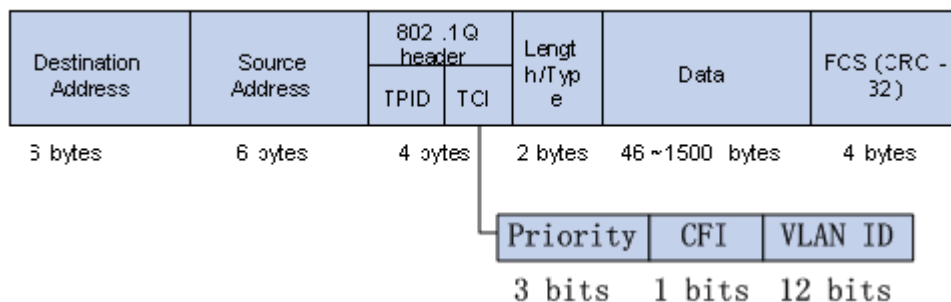 Destination
Address
Source
Address
802 .1Q
header
TPID
TCI
Lengt
h/Typ
e
Data
FCS (CRC -
32)
6 bytes
6 bytes
4 bytes
2 bytes
46~1500 bytes
4 bytes
Priority
CFI
VLAN ID
3 bits
1 bits
12 bits